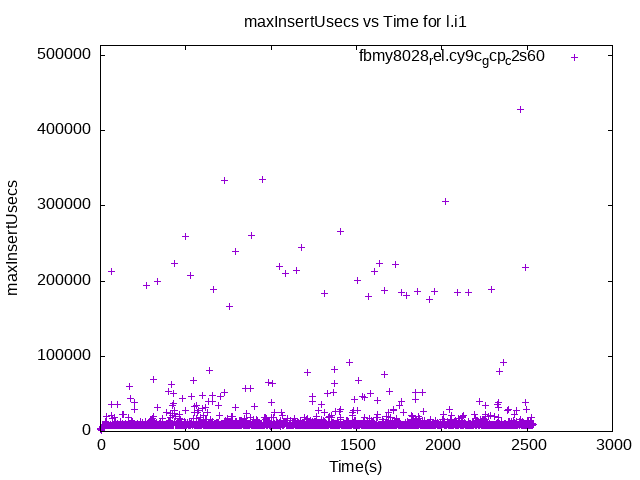 maxInsertUsecs vs Time for l.i1
fbmy8028rel.cy9cgcpc2s60
500000
400000
300000
200000
100000
0
maxInsertUsecs
0 500 1000 1500 2000 2500 3000
Time(s)